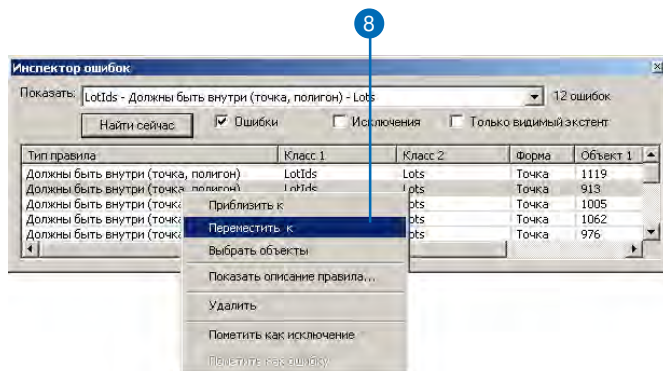 8
Инспектор ошибок
Показать: LotIds - Должны быть внутри (точка, полигон) - Lots 12 ошибок
Найти сейчас Ошибки Исключения Только видимый экстент
Тип правила Класс 1 Класс 2 Форма Объект 1
Должны быть внутри (точка, полигон) LotIds Lots Точка 1119
Должны быть внутри (точка, полигон) LotIds Lots Точка 913
Должны быть внутри (точка ots Точка 1005
Должны быть внутри (точка ots Точка 1062
Должны быть внутри (точка ots Точка 976
Приблизить к
Переместить к
Выбрать объекты
Показать описание правила...
Удалить
Пометить как исключение
Пометить как ошибку